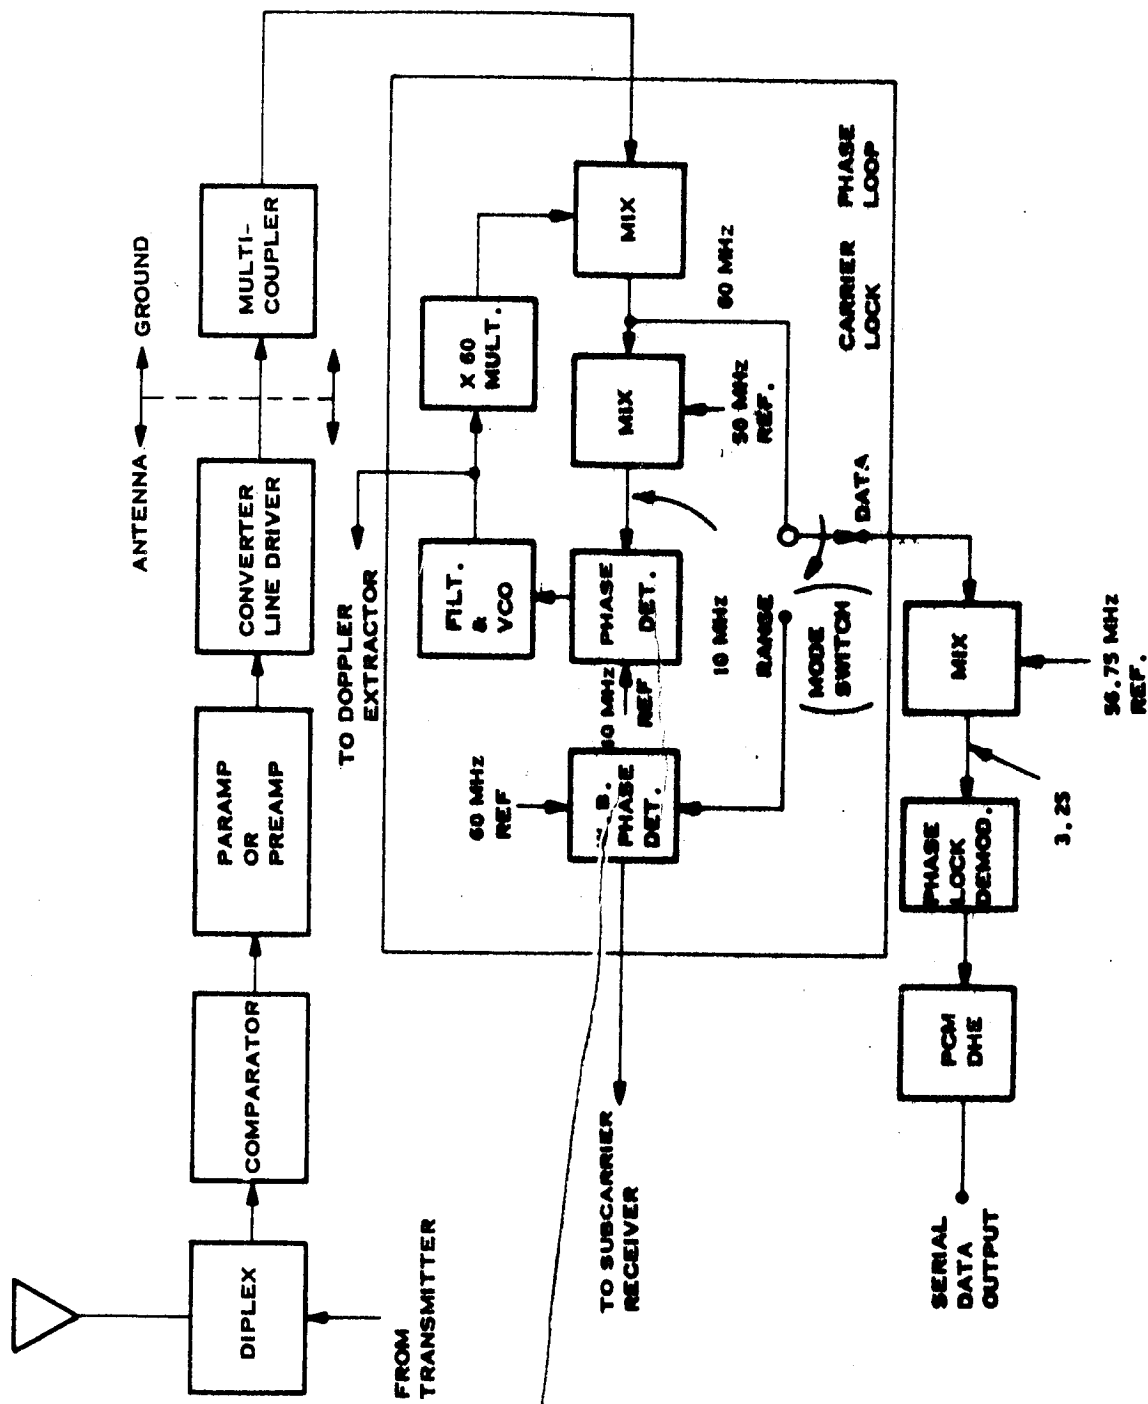 ANTENNA
GROUND
DIPLEX
COMPARATOR
PARAMP
OR
PREAMP
CONVERTER
LINE DRIVER
MULTI-
COUPLER
FROM
TRANSMITTER
TO DOPPLER
EXTRACTOR
FILT.
&
VCO
X 60
MULT.
60 MHz
REF
PHASE
DET.
REF
PHASE
DET.
MIX
MIX
60 MHz
50 MHz
REF.
10 MHz
TO SUBCARRIER
RECEIVER
RANGE
DATA
(MODE
SWITCH)
CARRIER PHASE
LOCK LOOP
SERIAL
DATA
OUTPUT
PCM
DHE
PHASE
LOCK
DEMOD.
MIX
3.25
56.75 MHz
REF.